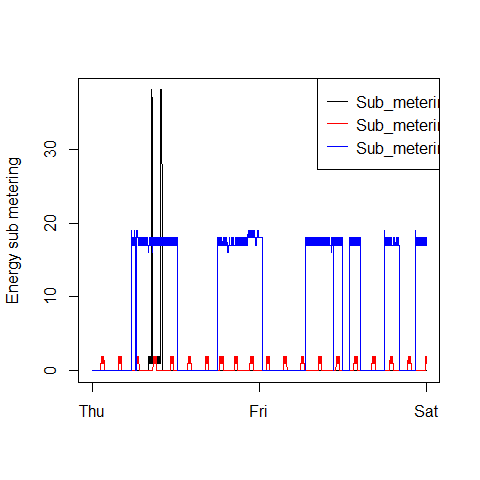 Energy sub metering
30
20
10
0
Thu
Fri
Sat
Sub_meterin
Sub_meterin
Sub_meterin